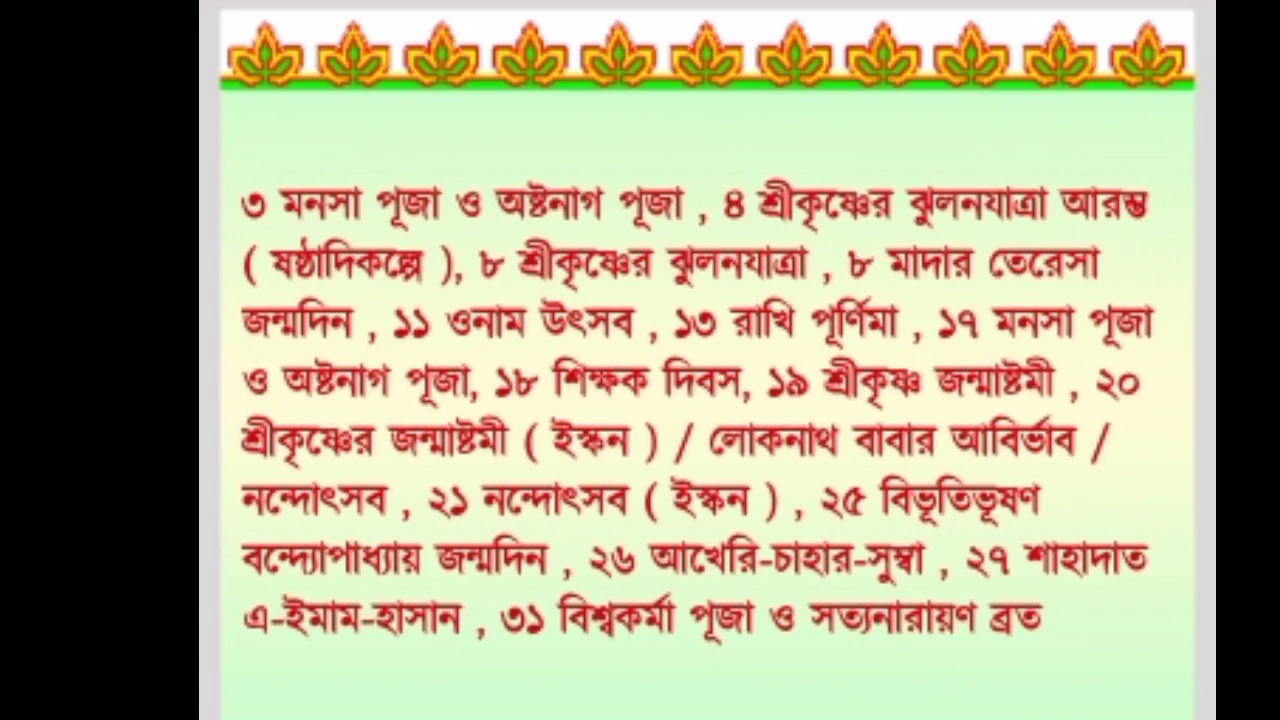 ৩ মনসা পূজা ও অষ্টনাগ পূজা , ৪ শ্রীকৃষ্ণের ঝুলনযাত্রা আরম্ভ
( ষষ্ঠাদিকল্পে ), ৮ শ্রীকৃষ্ণের ঝুলনযাত্রা , ৮ মাদার তেরেসা
জন্মদিন , ১১ ওনাম উৎসব , ১৩ রাখি পূর্ণিমা , ১৭ মনসা পূজা
ও অষ্টনাগ পূজা, ১৮ শিক্ষক দিবস, ১৯ শ্রীকৃষ্ণ জন্মাষ্টমী , ২০
শ্রীকৃষ্ণের জন্মাষ্টমী ( ইস্কন ) / লোকনাথ বাবার আবির্ভাব /
নন্দোৎসব , ২১ নন্দোৎসব ( ইস্কন ) , ২৫ বিভূতিভূষণ
বন্দ্যোপাধ্যায় জন্মদিন , ২৬ আখেরি-চাহার-সুম্বা , ২৭ শাহাদাত
এ-ইমাম-হাসান , ৩১ বিশ্বকর্মা পূজা ও সত্যনারায়ণ ব্রত